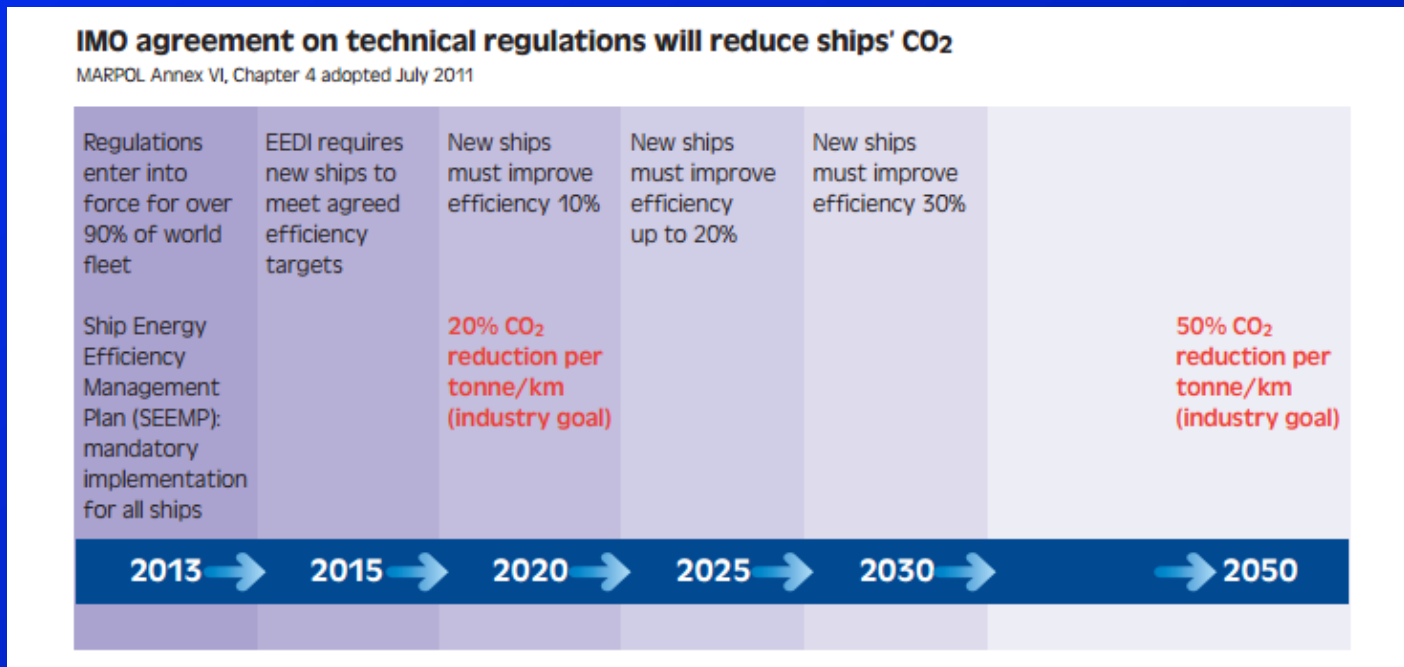 IMO agreement on technical regulations will reduce ships' CO2
MARPOL Annex VI, Chapter 4 adopted July 2011
Regulations
enter into
force for over
90% of world
fleet
Ship Energy
Efficiency
Management
Plan (SEEMP):
mandatory
implementation
for all ships
EEDI requires
new ships to
meet agreed
efficiency
targets
New ships
must improve
efficiency 10%
20% CO2
reduction per
tonne/km
(industry goal)
New ships
must improve
efficiency
up to 20%
New ships
must improve
efficiency 30%
50% CO2
reduction per
tonne/km
(industry goal)
2013 2015 2020 2025 2030 2050